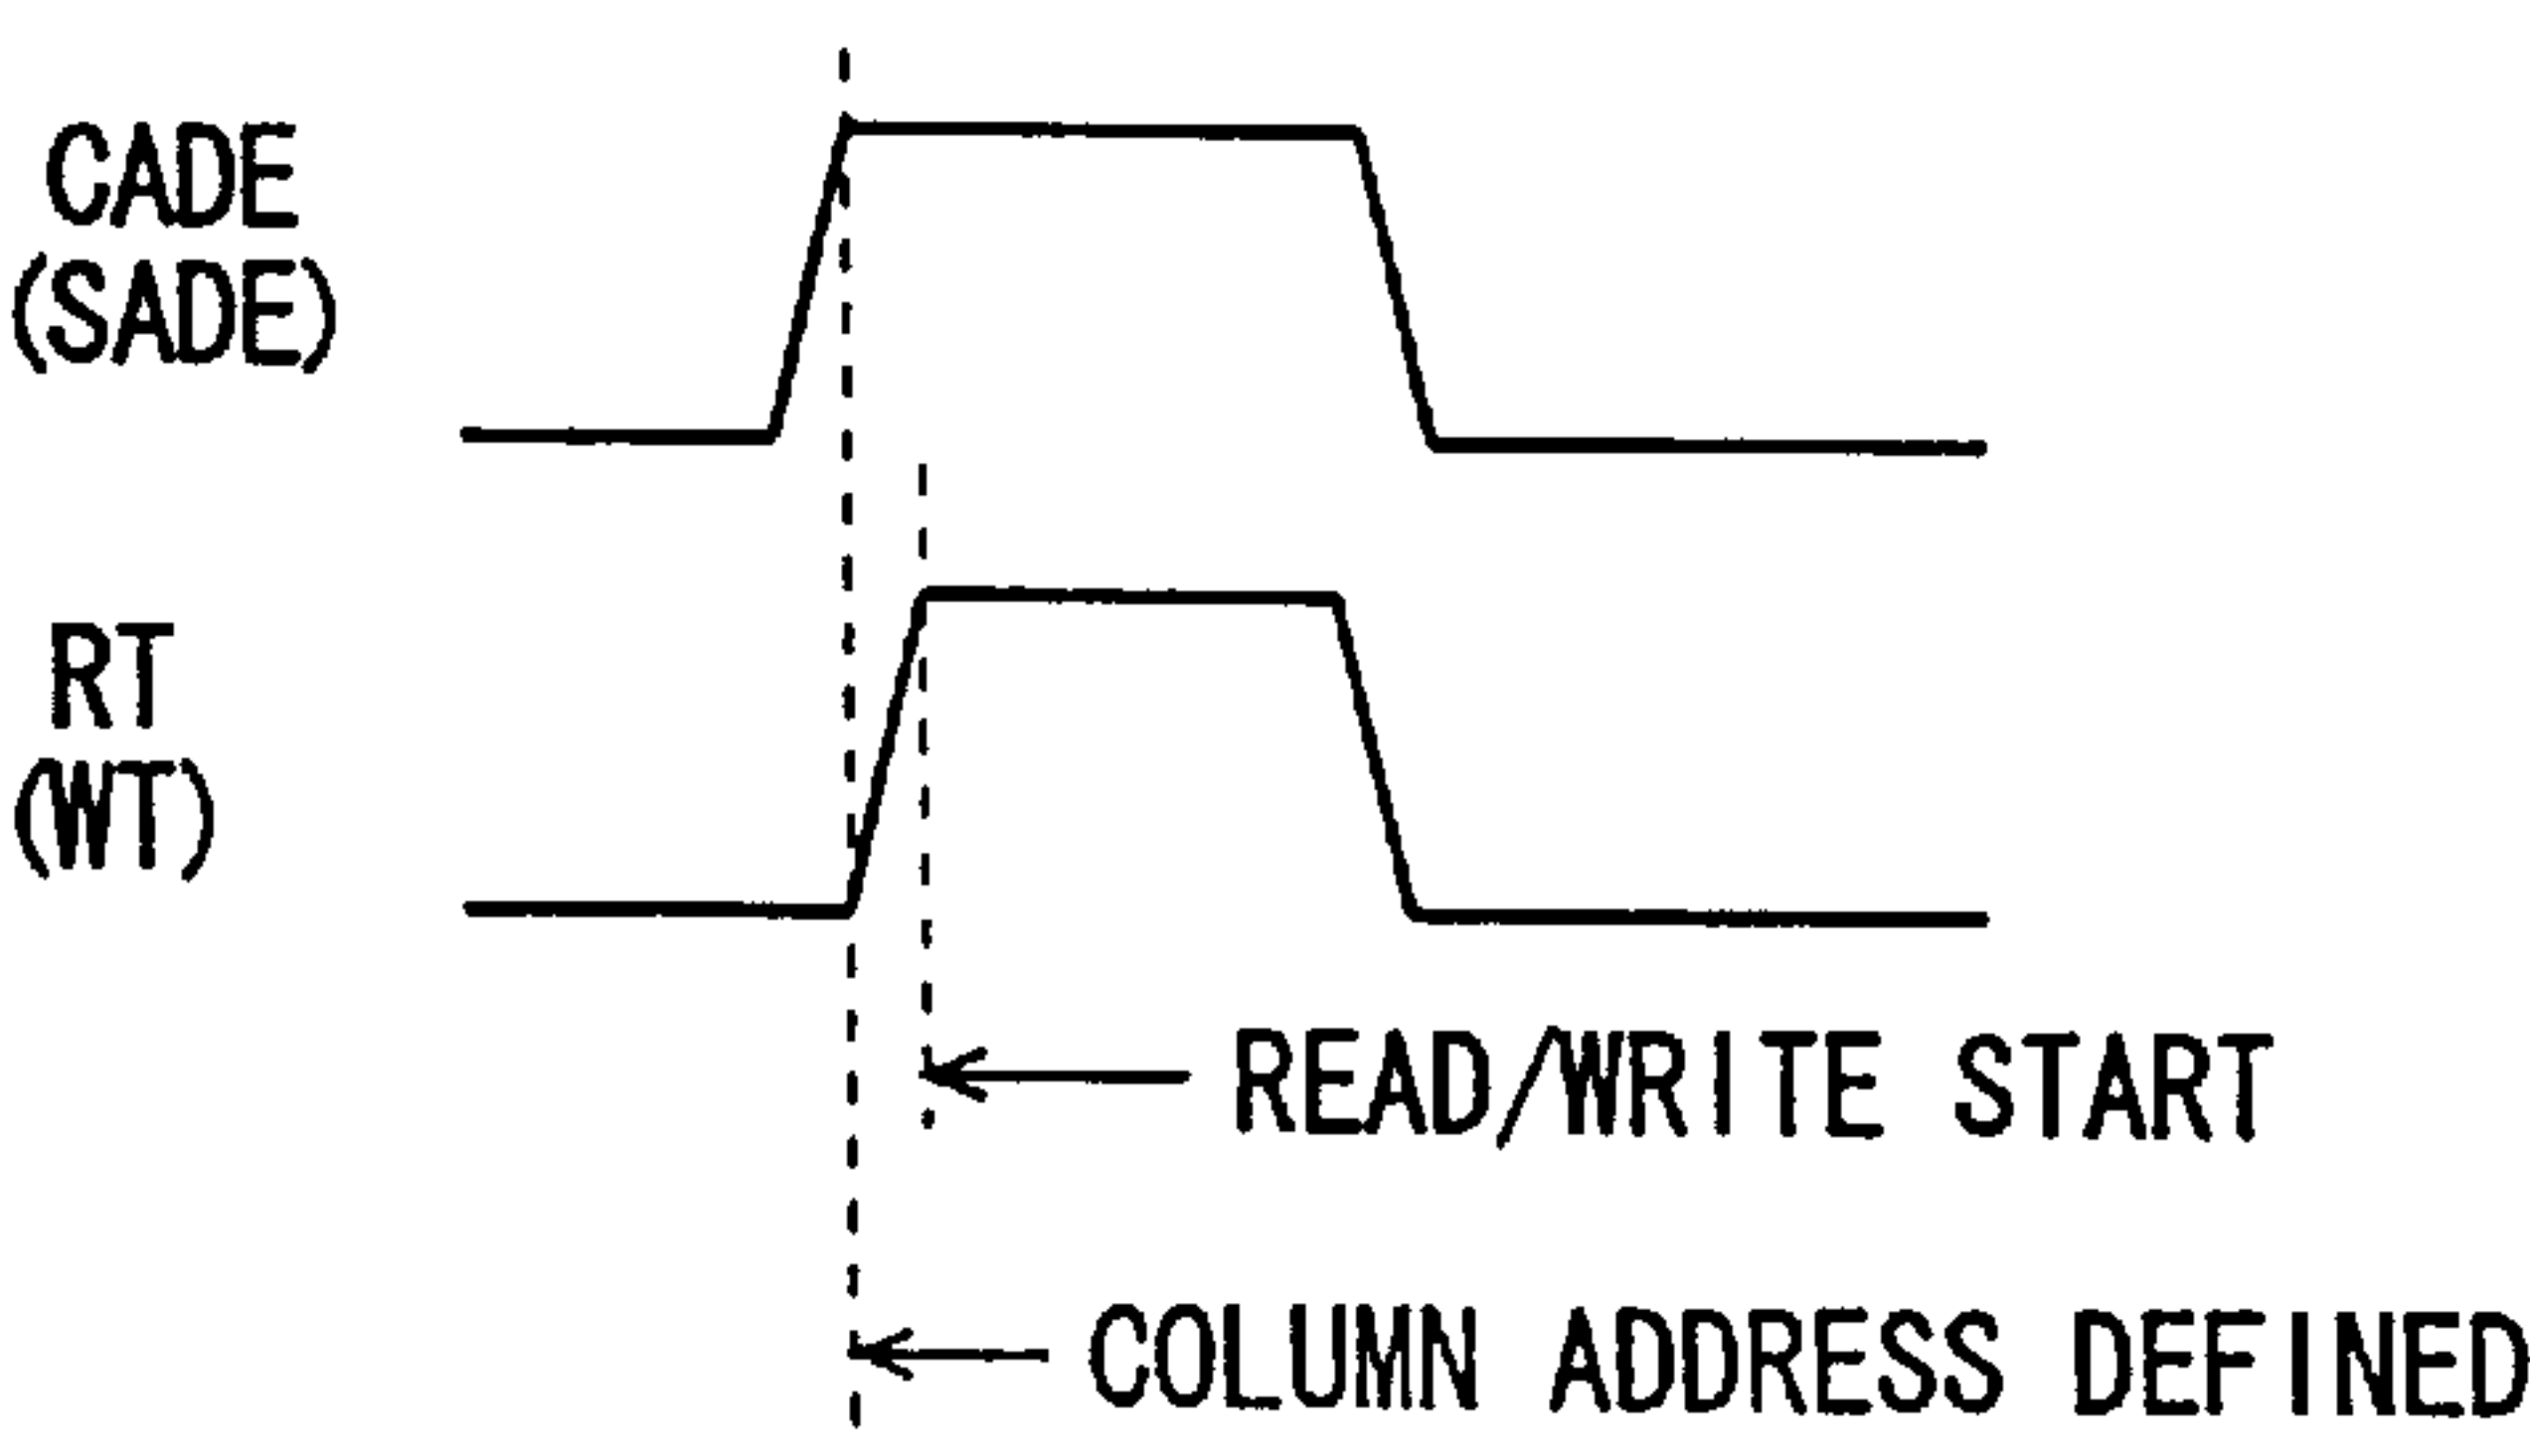 CADE
(SADE)
RT
(WT)
READ/WRITE START
COLUMN ADDRESS DEFINED